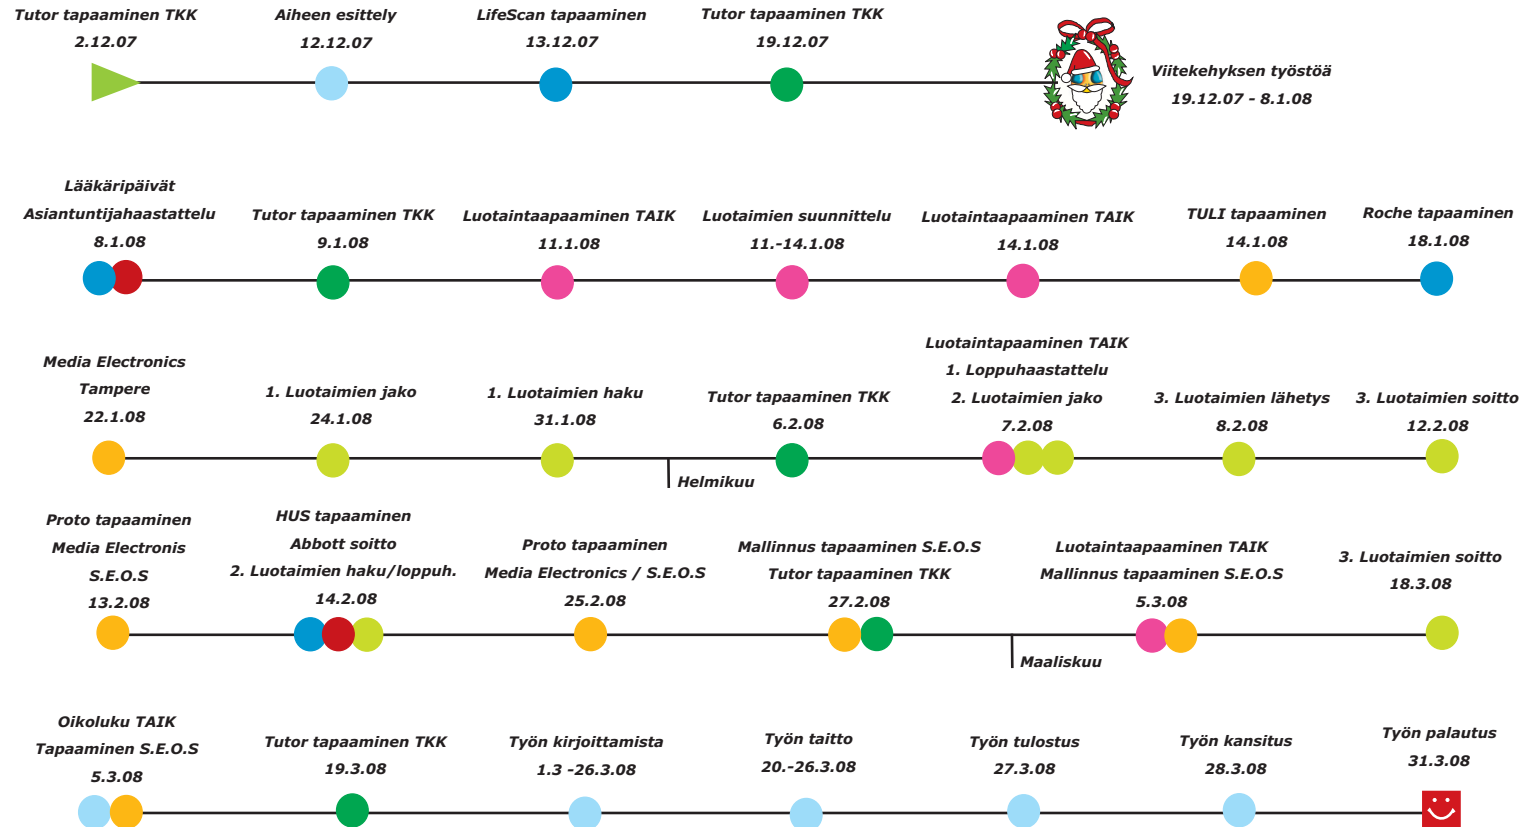 Tutor tapaaminen TKK
2.12.07
Aiheen esittely
12.12.07
LifeScan tapaaminen
13.12.07
Tutor tapaaminen TKK
19.12.07
Viitekehyksen työstöä
19.12.07 - 8.1.08
Lääkäripäivät
Asiantuntijahaastattelu
8.1.08
Tutor tapaaminen TKK
9.1.08
Luotaintaapaaminen TAIK
11.1.08
Luotaimien suunnittelu
11.-14.1.08
Luotaintaapaaminen TAIK
14.1.08
TULI tapaaminen
14.1.08
Roche tapaaminen
18.1.08
Media Electronics
Tampere
22.1.08
1. Luotaimien jako
24.1.08
1. Luotaimien haku
31.1.08
Helmikuu
Tutor tapaaminen TKK
6.2.08
Luotaintapaaminen TAIK
1. Loppuhaastattelu
2. Luotaimien jako
7.2.08
3. Luotaimien lähetys
8.2.08
3. Luotaimien soitto
12.2.08
Proto tapaaminen
Media Electronis
S.E.O.S
13.2.08
HUS tapaaminen
Abbott soitto
2. Luotaimien haku/loppuh.
14.2.08
Proto tapaaminen
Media Electronics / S.E.O.S
25.2.08
Mallinnus tapaaminen S.E.O.S
Tutor tapaaminen TKK
27.2.08
Maaliskuu
Luotaintaapaaminen TAIK
Mallinnus tapaaminen S.E.O.S
5.3.08
3. Luotaimien soitto
18.3.08
Oikoluku TAIK
Tapaaminen S.E.O.S
5.3.08
Tutor tapaaminen TKK
19.3.08
Työn kirjoittamista
1.3 -26.3.08
Työn taitto
20.-26.3.08
Työn tulostus
27.3.08
Työn kansitus
28.3.08
Työn palautus
31.3.08